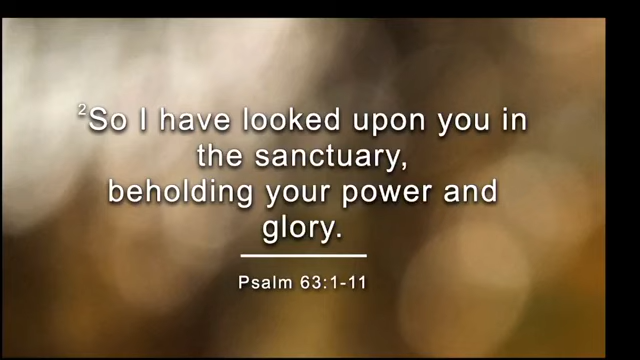 ²So I have looked upon you in
the sanctuary,
beholding your power and
glory.
Psalm 63:1-11